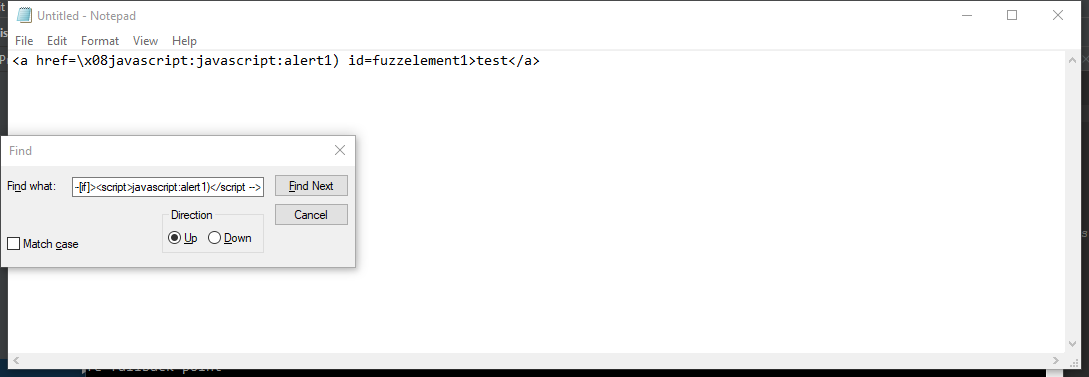 Untitled - Notepad
File Edit Format View Help
<a href=\x08javascript:javascript:alert1) id=fuzzelement1>test</a>
Find
Find what: -[if]><script>javascript:alert1)</script --> Find Next
Cancel
Direction
Up Down
Match case